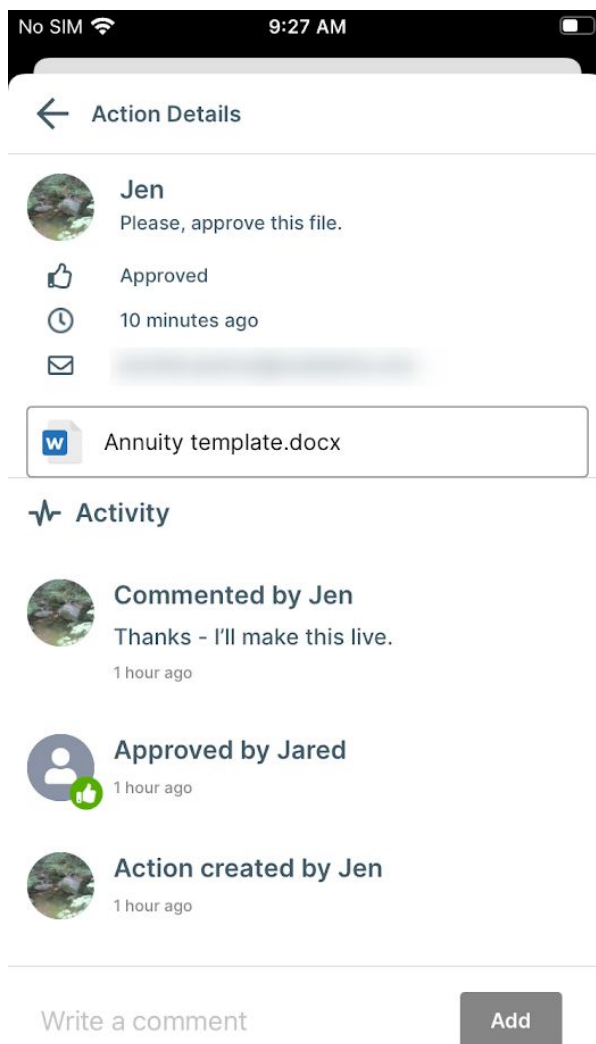 No SIM 9:27 AM
Action Details
Jen
Please, approve this file.
Approved
10 minutes ago
W Annuity template.docx
Activity
Commented by Jen
Thanks - I'll make this live.
1 hour ago
Approved by Jared
1 hour ago
Action created by Jen
1 hour ago
Write a comment Add